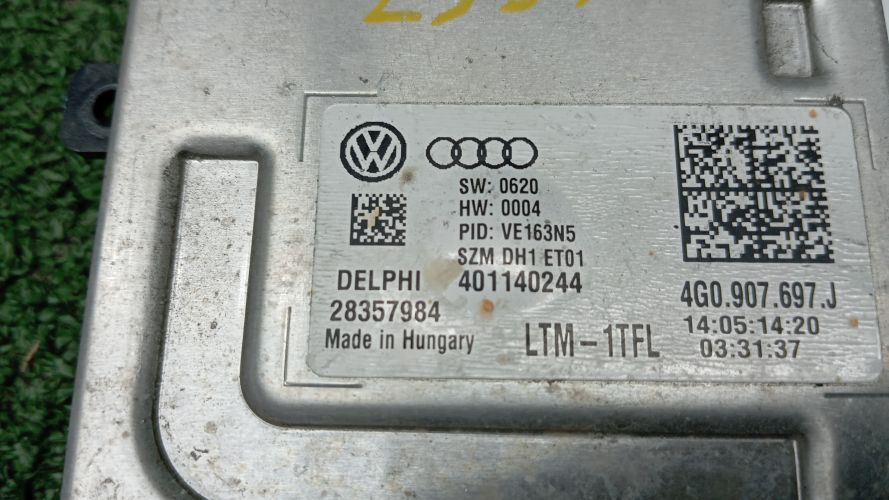 SW: 0620
HW: 0004
PID: VE163N5
SZM DH1 ET01
DELPHI 401140244
28357984
Made in Hungary
LTM-1TFL
4G0.907.697.J
14:05:14:20
03:31:37